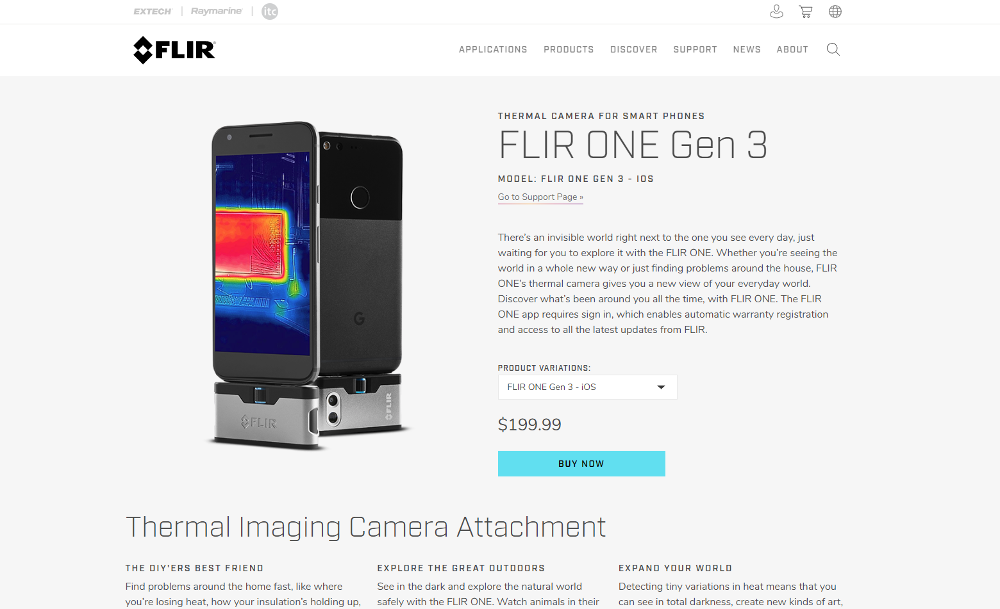 EXTECH | Raymarine | itc
FLIR
APPLICATIONS PRODUCTS DISCOVER SUPPORT NEWS ABOUT
THERMAL CAMERA FOR SMART PHONES
FLIR ONE Gen 3
MODEL: FLIR ONE GEN 3 - IOS
Go to Support Page »
There’s an invisible world right next to the one you see every day, just
waiting for you to explore it with the FLIR ONE. Whether you’re seeing the
world in a whole new way or just finding problems around the house, FLIR
ONE’s thermal camera gives you a new view of your everyday world.
Discover what’s been around you all the time, with FLIR ONE. The FLIR
ONE app requires sign in, which enables automatic warranty registration
and access to all the latest updates from FLIR.
PRODUCT VARIATIONS:
FLIR ONE Gen 3 - iOS
$199.99
BUY NOW
G
FLIR
FLIR
Thermal Imaging Camera Attachment
THE DIY'ERS BEST FRIEND
Find problems around the home fast, like where
you’re losing heat, how your insulation’s holding up,
EXPLORE THE GREAT OUTDOORS
See in the dark and explore the natural world
safely with the FLIR ONE. Watch animals in their
EXPAND YOUR WORLD
Detecting tiny variations in heat means that you
can see in total darkness, create new kinds of art,